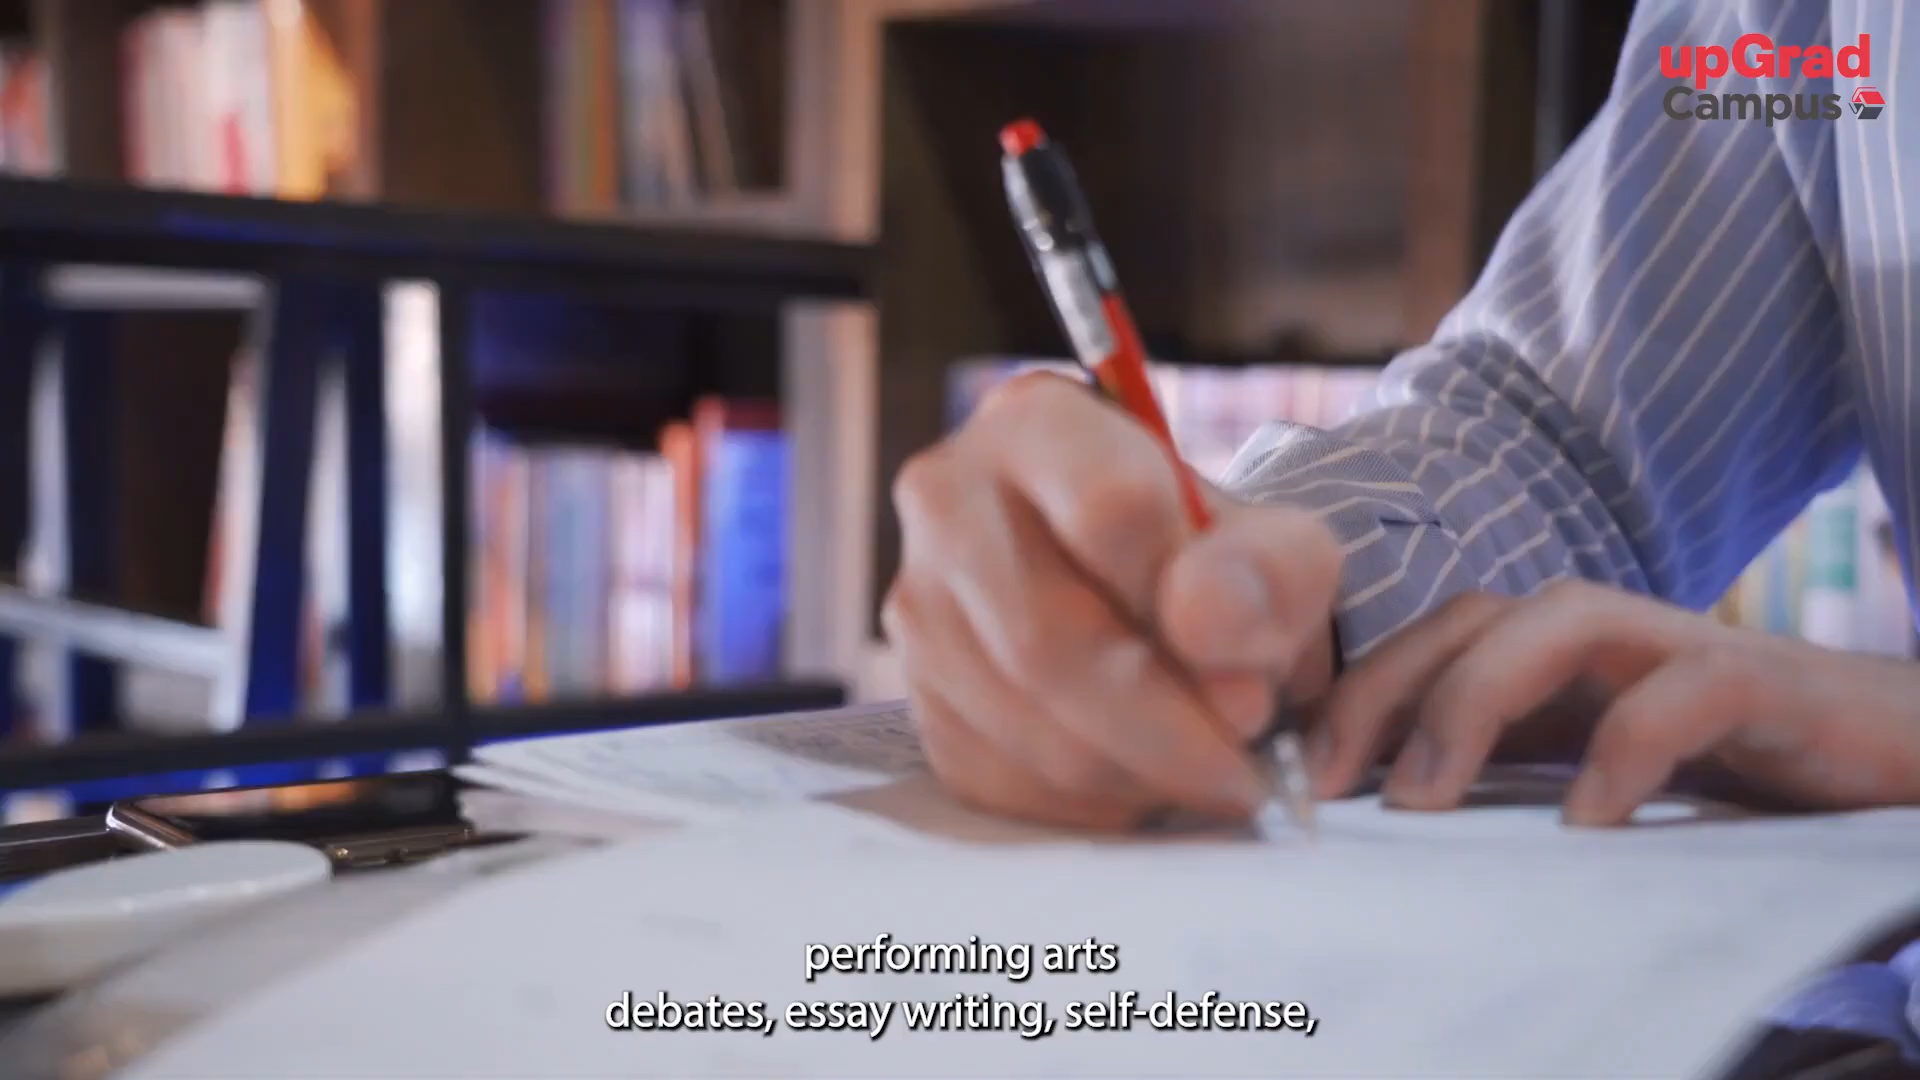 upGrad
Campus
performing arts
debates, essay writing, self-defense,